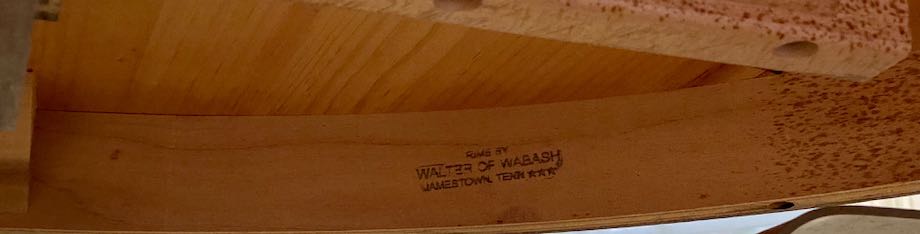 RIMS BY
WALTER OF WABASH
JAMESTOWN, TENN ★★★